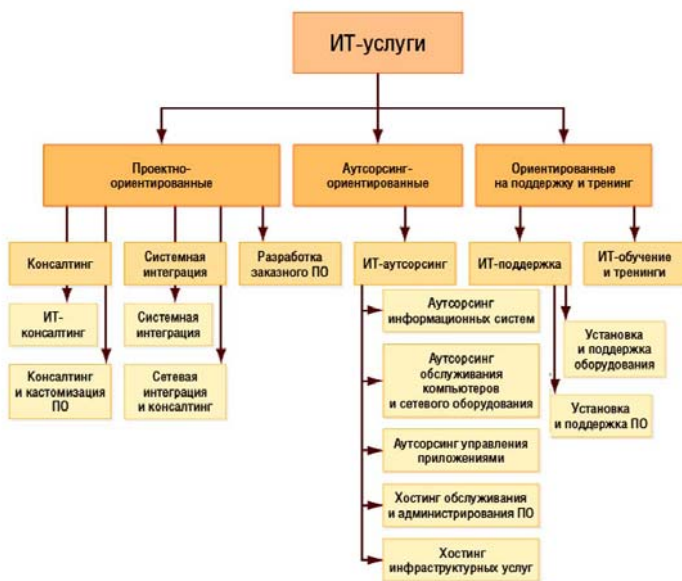 ИТ-услуги
Проектно-
ориентированные
Аутсорсинг-
ориентированные
Ориентированные
на поддержку и тренинг
Консалтинг
Системная
интеграция
Разработка
заказного ПО
ИТ-аутсорсинг
ИТ-поддержка
ИТ-обучение
и тренинги
ИТ-
консалтинг
Системная
интеграция
Консалтинг
и кастомизация
ПО
Сетевая
интеграция
и консалтинг
Аутсорсинг
информационных систем
Аутсорсинг
обслуживания
компьютеров
и сетевого оборудования
Аутсорсинг управления
приложениями
Хостинг обслуживания
и администрирования ПО
Хостинг
инфраструктурных услуг
Установка
и поддержка
оборудования
Установка
и поддержка ПО